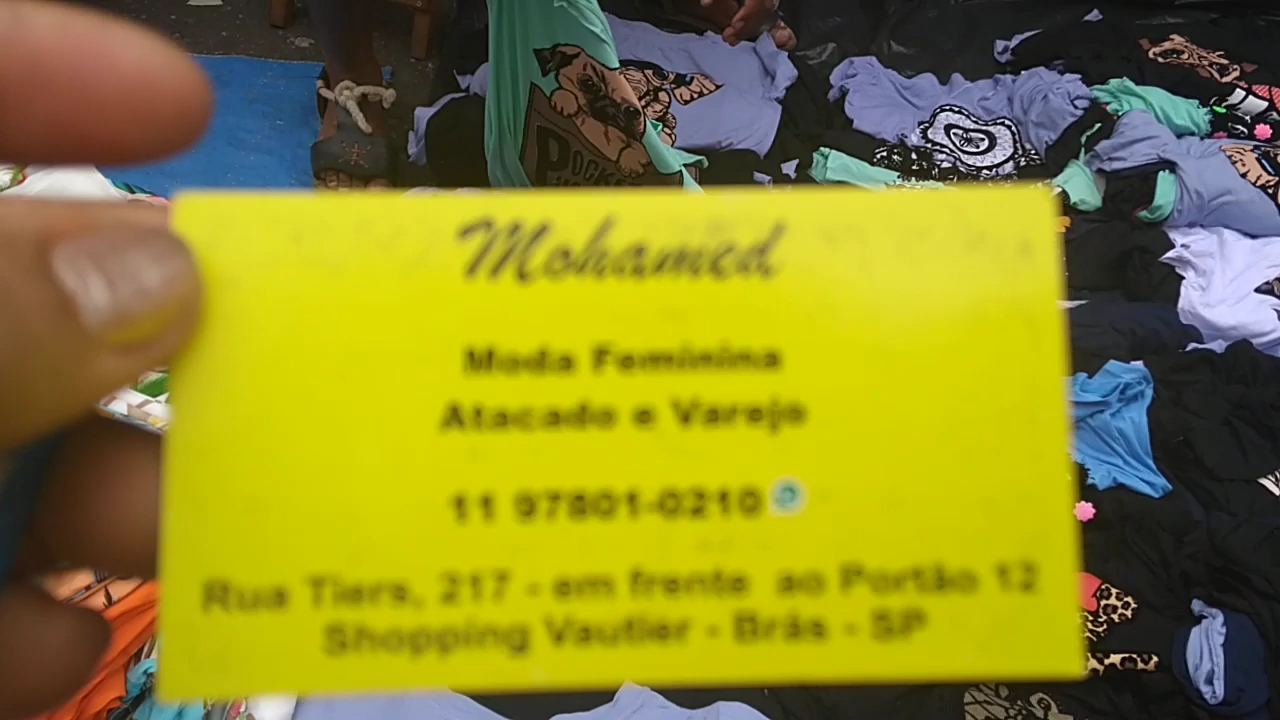 POCKE
Mohamed
Moda Feminina
Atacado e Varejo
11 97801-0210
Rua Tiers, 217 - em frente ao Portão 12
Shopping Vautier - Brás - SP